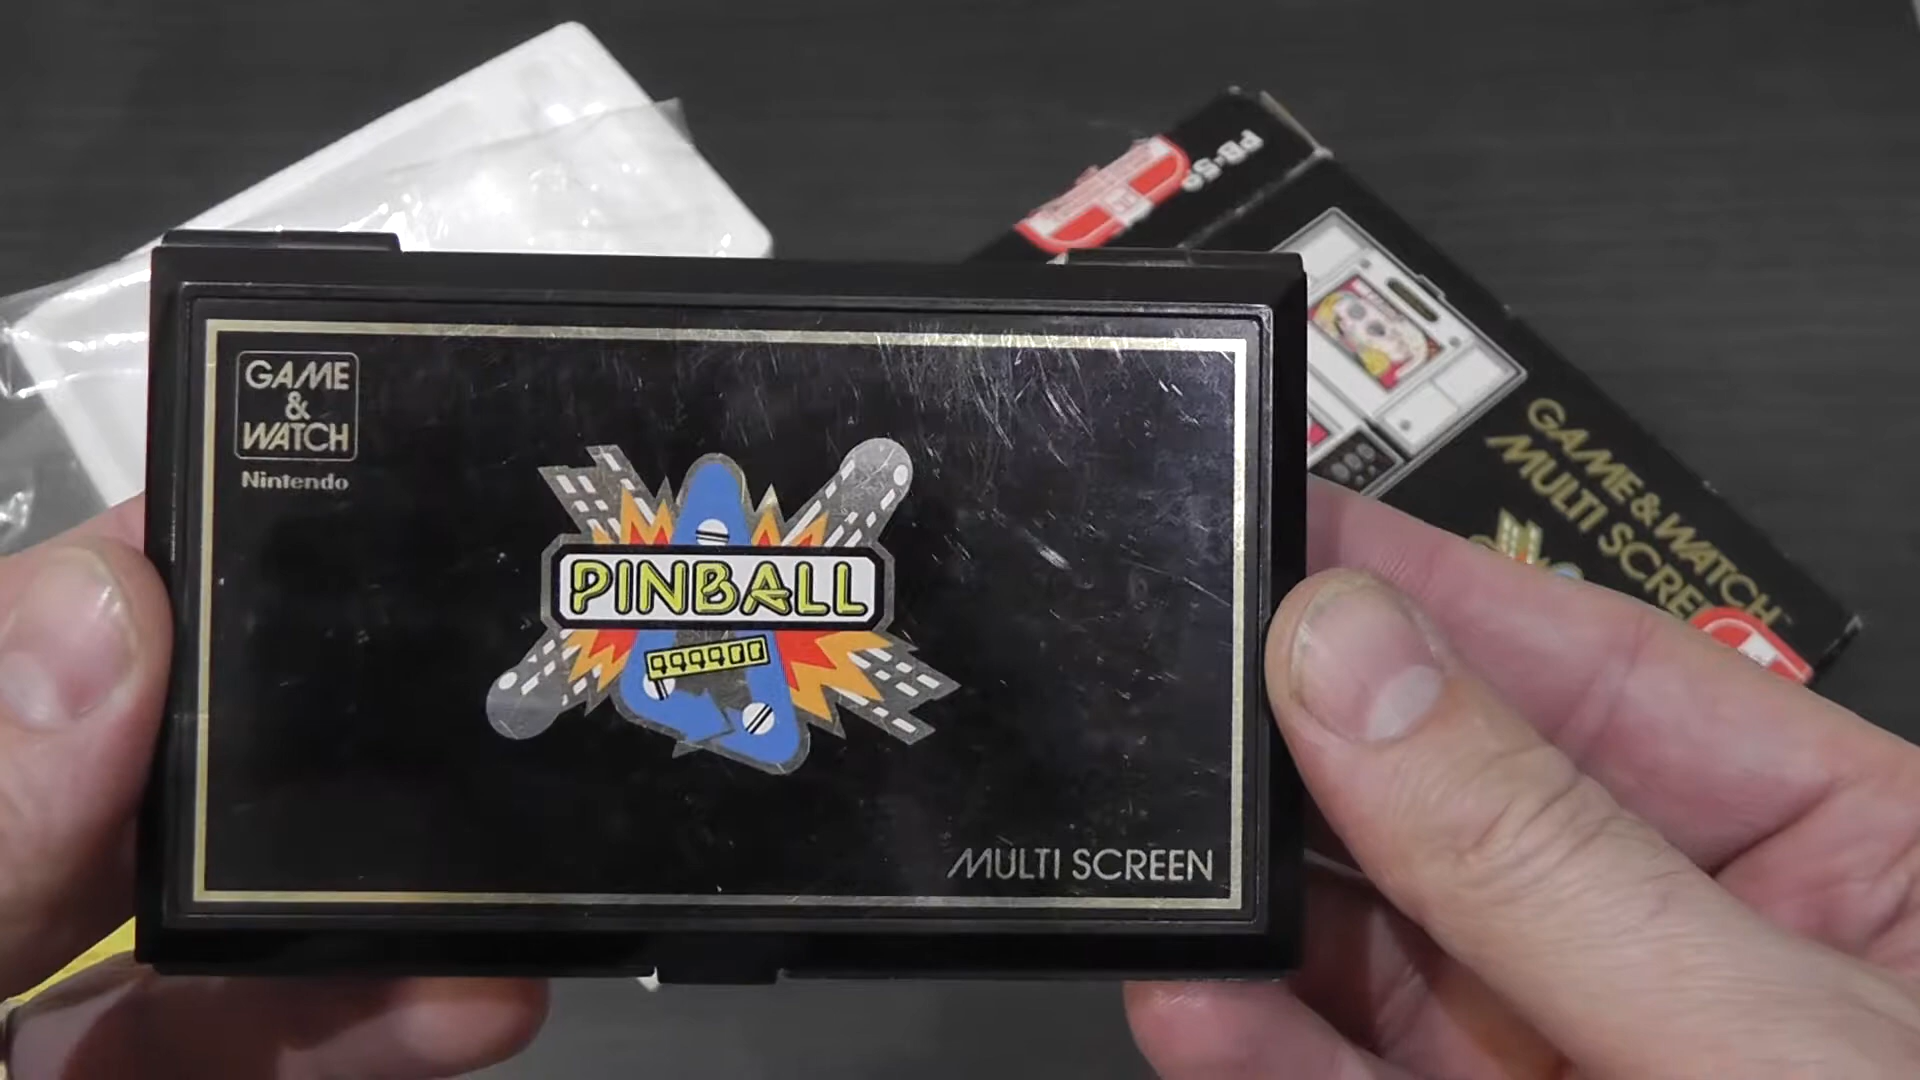 GAME
&
WATCH
Nintendo
PINBALL
999900
MULTI SCREEN
PB-59
GAME & WATCH
MULTI SCREE